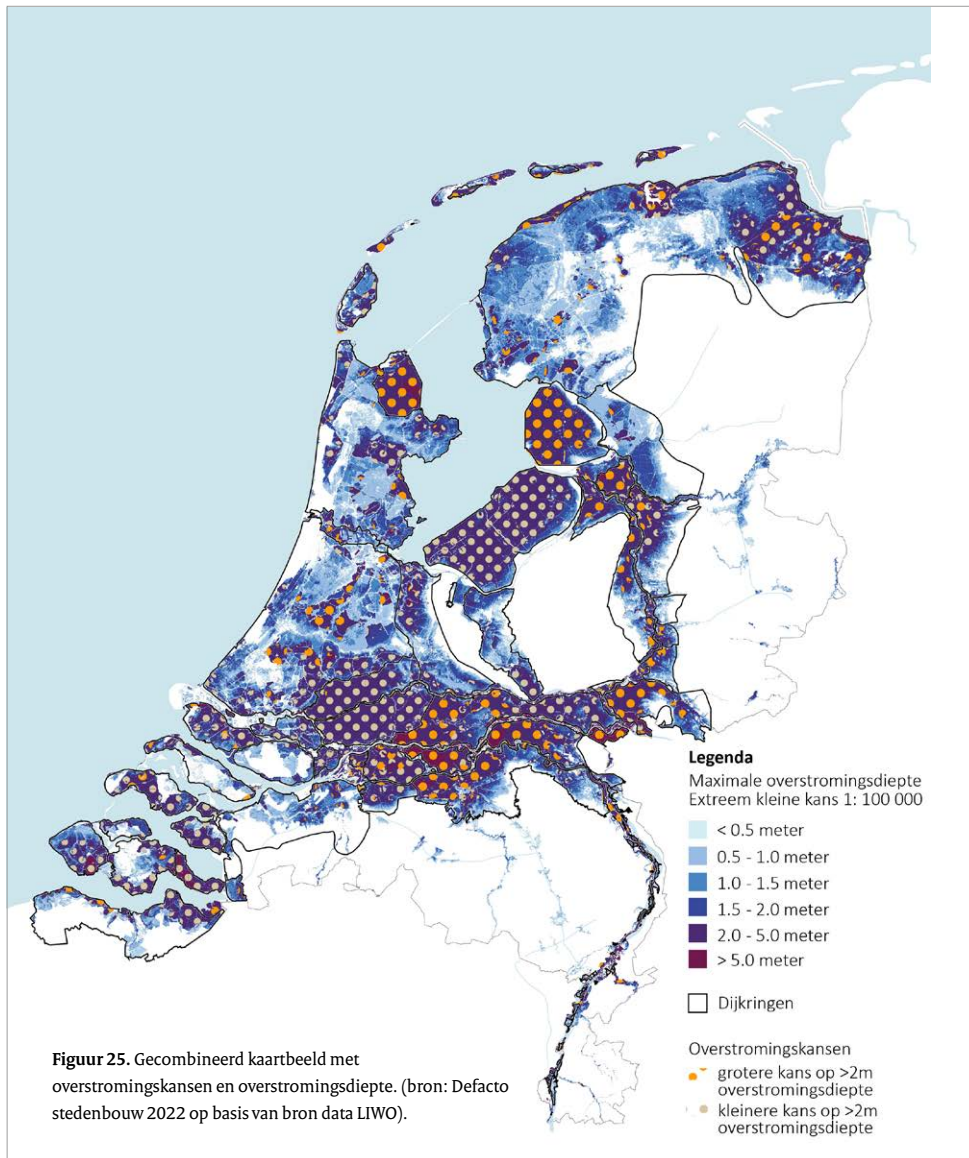 Legenda
Maximale overstromingsdiepte
Extreem kleine kans 1: 100 000
< 0.5 meter
0.5 - 1.0 meter
1.0 - 1.5 meter
1.5 - 2.0 meter
2.0 - 5.0 meter
> 5.0 meter
Dijkringen
Overstromingskansen
grotere kans op >2m
overstromingsdiepte
kleinere kans op >2m
overstromingsdiepte
Figuur 25. Gecombineerd kaartbeeld met
overstromingskansen en overstromingsdiepte. (bron: Defacto
stedenbouw 2022 op basis van bron data LIWO).